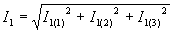 I₁ = √(I₁₍₁₎² + I₁₍₂₎² + I₁₍₃₎²)